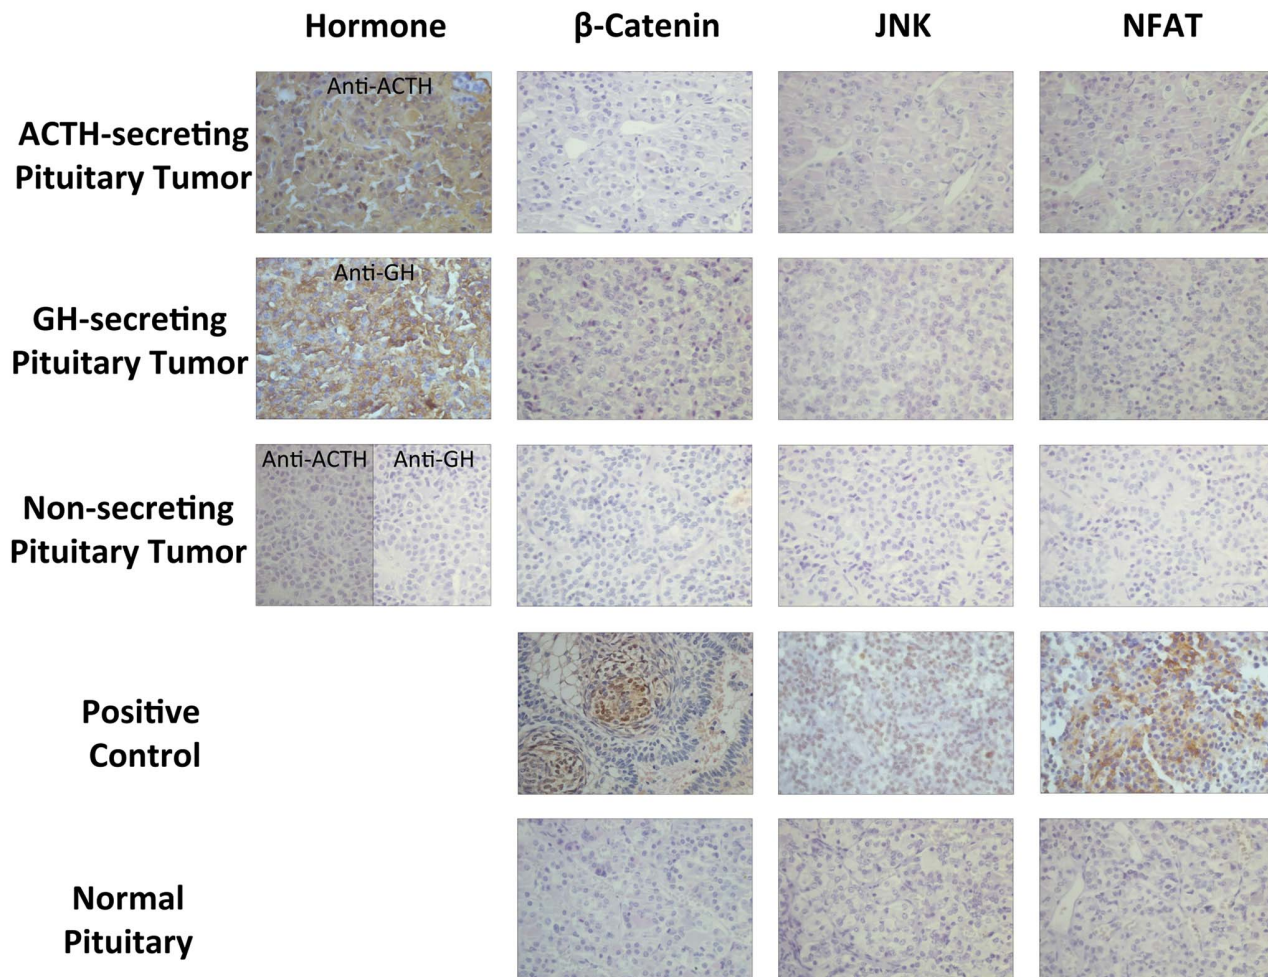 Hormone β-Catenin JNK NFAT
Anti-ACTH
ACTH-secreting
Pituitary Tumor
Anti-GH
GH-secreting
Pituitary Tumor
Anti-ACTH Anti-GH
Non-secreting
Pituitary Tumor
Positive
Control
Normal
Pituitary